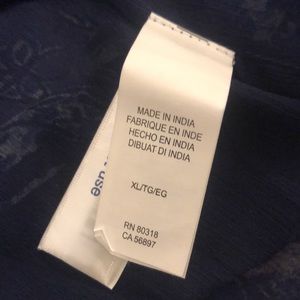 MADE IN INDIA
FABRIQUE EN INDE
HECHO EN INDIA
DIBUAT DI INDIA
XL/TG/EG
RN 80318
CA 56897
use